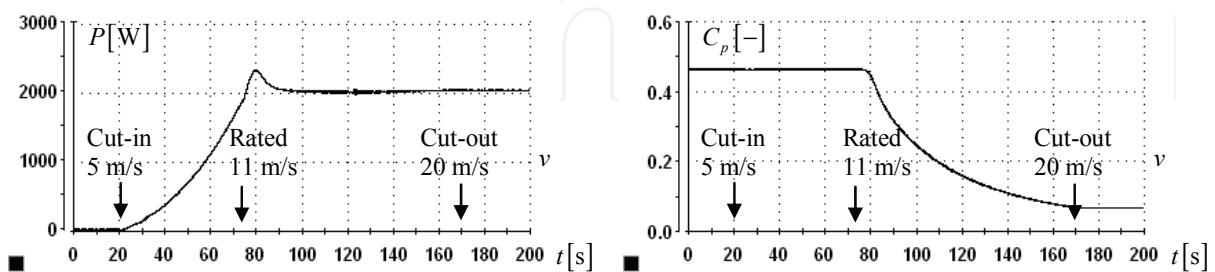 3000
P[W]
2000
Cut-in
5 m/s
Rated
11 m/s
Cut-out
20 m/s
v
1000
0
0 20 40 60 80 100 120 140 160 180 200 t[s]
0.6
C_p[−]
0.4
Cut-in
5 m/s
Rated
11 m/s
Cut-out
20 m/s
v
0.2
0.0
0 20 40 60 80 100 120 140 160 180 200 t[s]